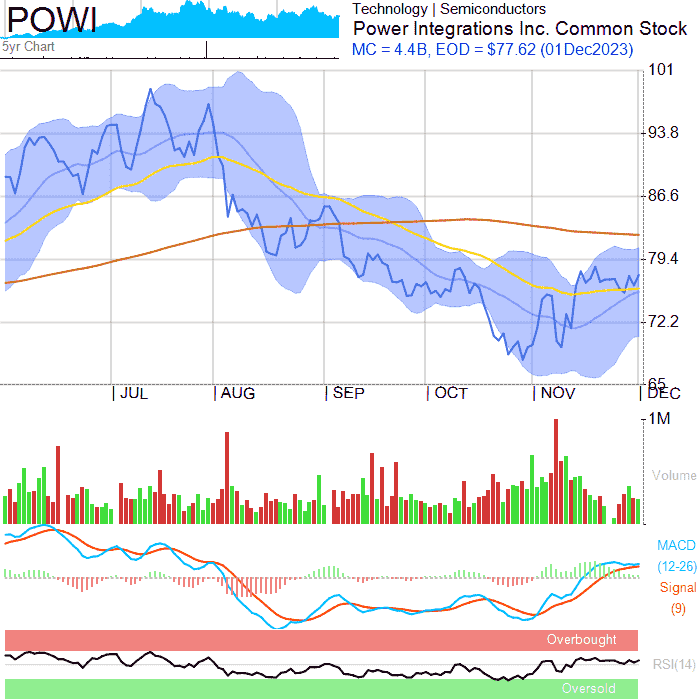 POWI
Technology | Semiconductors
Power Integrations Inc. Common Stock
5yr Chart
MC = 4.4B, EOD = $77.62 (01Dec2023)
101
93.8
86.6
79.4
72.2
65
JUL AUG SEP OCT NOV DEC
1M
Volume
MACD
(12-26)
Signal
(9)
Overbought
RSI(14)
Oversold